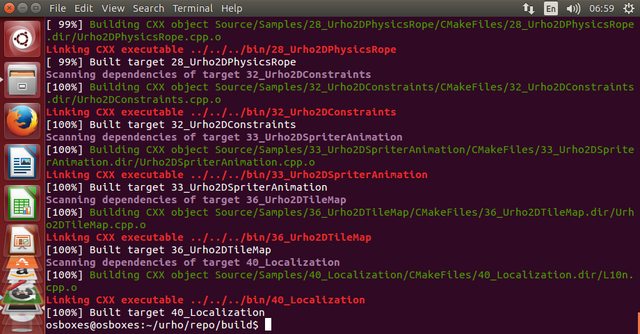 File Edit View Search Terminal Help En 06:59
[ 99%] Building CXX object Source/Samples/28_Urho2DPhysicsRope/CMakeFiles/28_Urho2DPhysicsRope
.dir/Urho2DPhysicsRope.cpp.o
Linking CXX executable ../../../bin/28_Urho2DPhysicsRope
[ 99%] Built target 28_Urho2DPhysicsRope
Scanning dependencies of target 32_Urho2DConstraints
[100%] Building CXX object Source/Samples/32_Urho2DConstraints/CMakeFiles/32_Urho2DConstraints
.dir/Urho2DConstraints.cpp.o
Linking CXX executable ../../../bin/32_Urho2DConstraints
[100%] Built target 32_Urho2DConstraints
Scanning dependencies of target 33_Urho2DSpriterAnimation
[100%] Building CXX object Source/Samples/33_Urho2DSpriterAnimation/CMakeFiles/33_Urho2DSprite
rAnimation.dir/Urho2DSpriterAnimation.cpp.o
Linking CXX executable ../../../bin/33_Urho2DSpriterAnimation
[100%] Built target 33_Urho2DSpriterAnimation
Scanning dependencies of target 36_Urho2DTileMap
[100%] Building CXX object Source/Samples/36_Urho2DTileMap/CMakeFiles/36_Urho2DTileMap.dir/Urh
o2DTileMap.cpp.o
Linking CXX executable ../../../bin/36_Urho2DTileMap
[100%] Built target 36_Urho2DTileMap
Scanning dependencies of target 40_Localization
[100%] Building CXX object Source/Samples/40_Localization/CMakeFiles/40_Localization.dir/L10n.
cpp.o
Linking CXX executable ../../../bin/40_Localization
[100%] Built target 40_Localization
osboxes@osboxes:~/urho/repo/build$